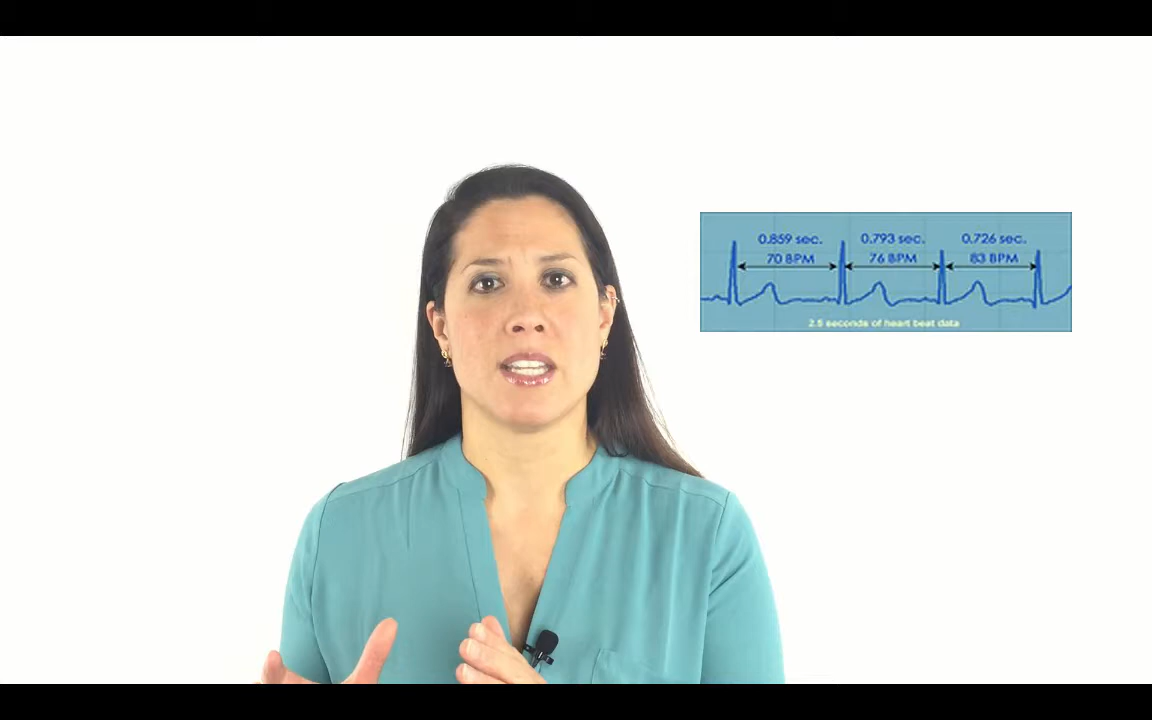 0.859 sec. 0.793 sec. 0.726 sec.
70 BPM 76 BPM 83 BPM
2.5 seconds of heart beat data